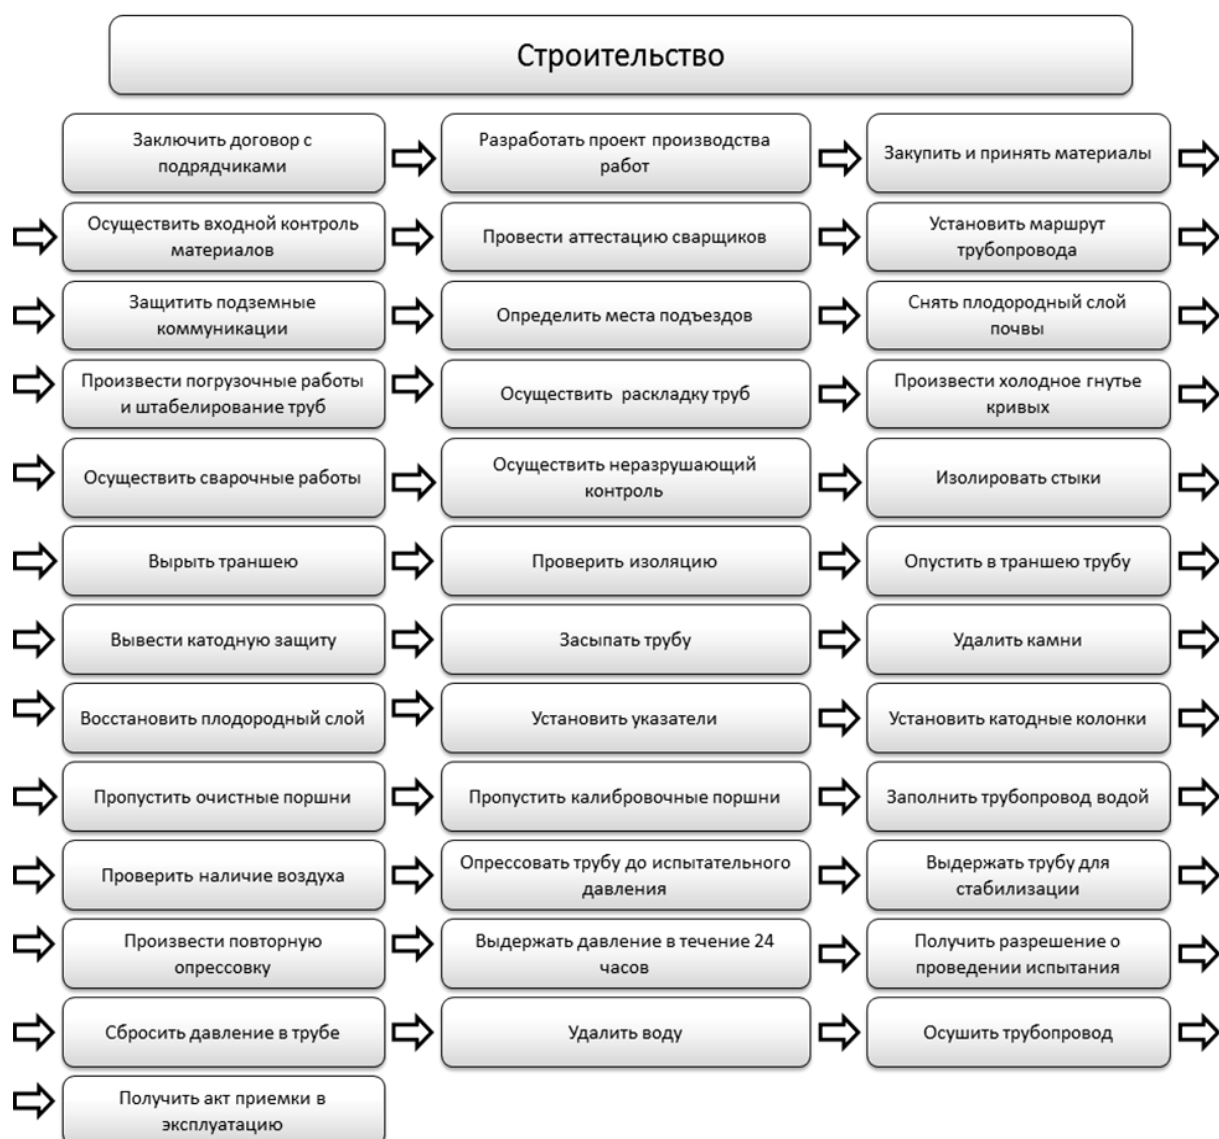 Строительство
Заключить договор с
подрядчиками
Разработать проект производства
работ
Закупить и принять материалы
Осуществить входной контроль
материалов
Провести аттестацию сварщиков
Установить маршрут
трубопровода
Защитить подземные
коммуникации
Определить места подъездов
Снять плодородный слой
почвы
Произвести погрузочные работы
и штабелирование труб
Осуществить раскладку труб
Произвести холодное гнутье
кривых
Осуществить сварочные работы
Осуществить неразрушающий
контроль
Изолировать стыки
Вырыть траншею
Проверить изоляцию
Опустить в траншею трубу
Вывести катодную защиту
Засыпать трубу
Удалить камни
Восстановить плодородный слой
Установить указатели
Установить катодные колонки
Пропустить очистные поршни
Пропустить калибровочные поршни
Заполнить трубопровод водой
Проверить наличие воздуха
Опрессовать трубу до испытательного
давления
Выдержать трубу для
стабилизации
Произвести повторную
опрессовку
Выдержать давление в течение 24
часов
Получить разрешение о
проведении испытания
Сбросить давление в трубе
Удалить воду
Осушить трубопровод
Получить акт приемки в
эксплуатацию